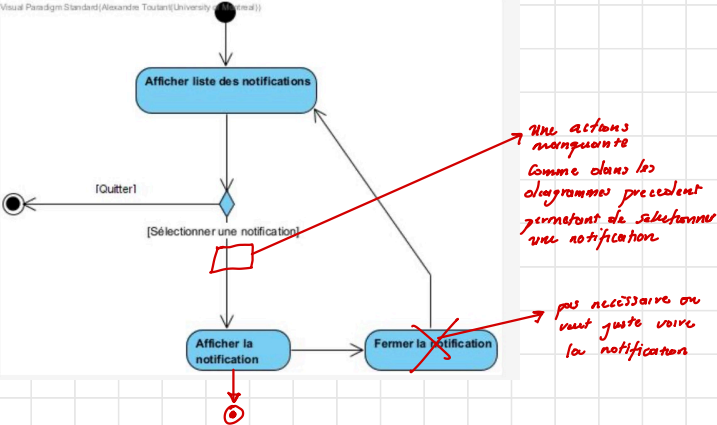 Visual Paradigm Standard(Alexandre Toutant(University of Montreal))
Afficher liste des notifications
[Quitter]
[Sélectionner une notification]
Afficher la
notification
Fermer la notification
une actions
manquante
comme dans les
diagrammes precedent
permetant de selectionner
une notification
pas necessaire on
veut juste voire
la notification